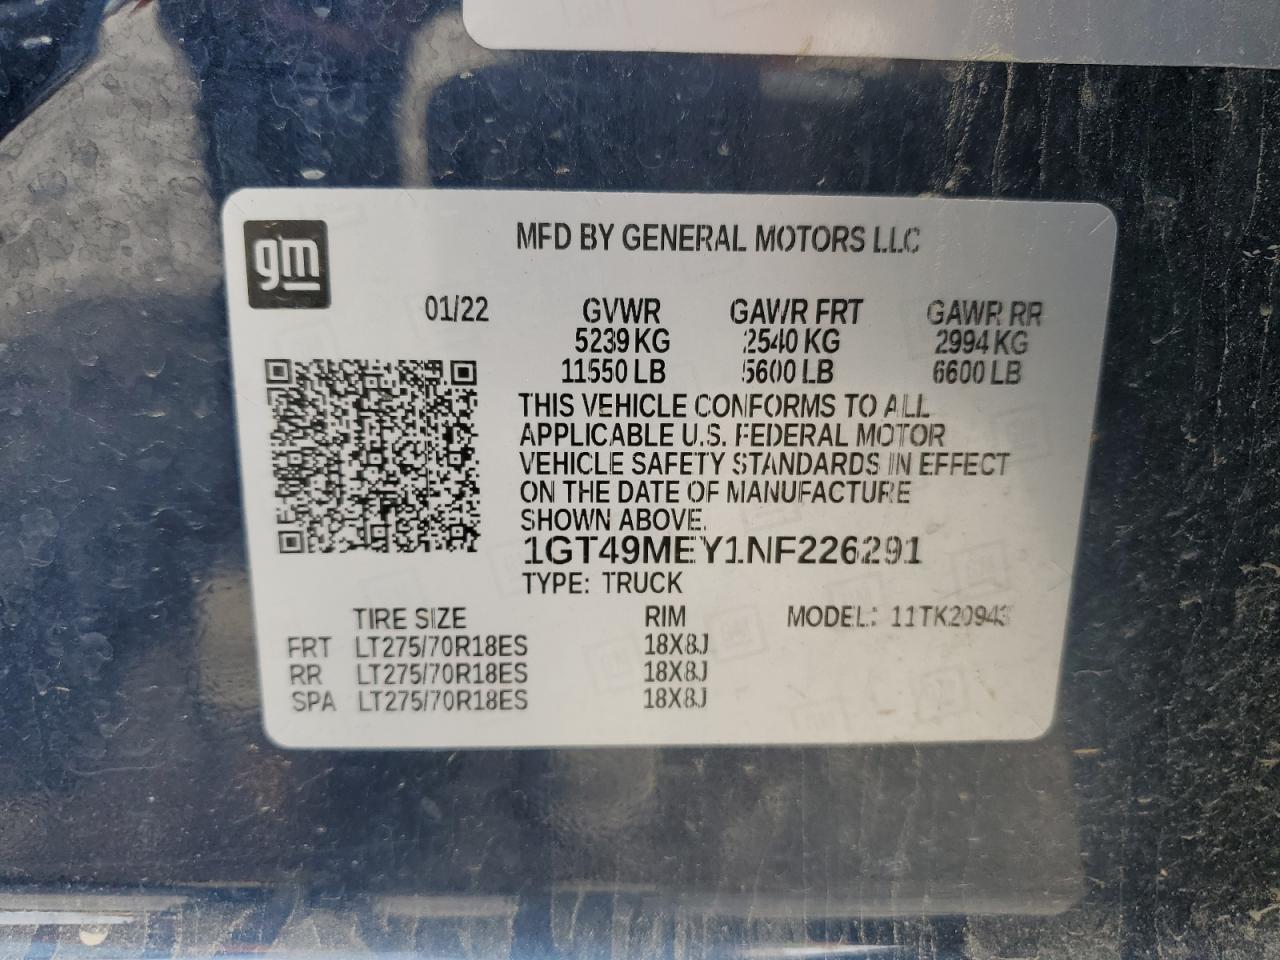 gm
MFD BY GENERAL MOTORS LLC
01/22 GVWR GAWR FRT GAWR RR
5239 KG 2540 KG 2994 KG
11550 LB 5600 LB 6600 LB
THIS VEHICLE CONFORMS TO ALL
APPLICABLE U.S. FEDERAL MOTOR
VEHICLE SAFETY STANDARDS IN EFFECT
ON THE DATE OF MANUFACTURE
SHOWN ABOVE.
1GT49MEY1NF226291
TYPE: TRUCK
TIRE SIZE RIM MODEL: 11TK20943
FRT LT275/70R18ES 18X8J
RR LT275/70R18ES 18X8J
SPA LT275/70R18ES 18X8J